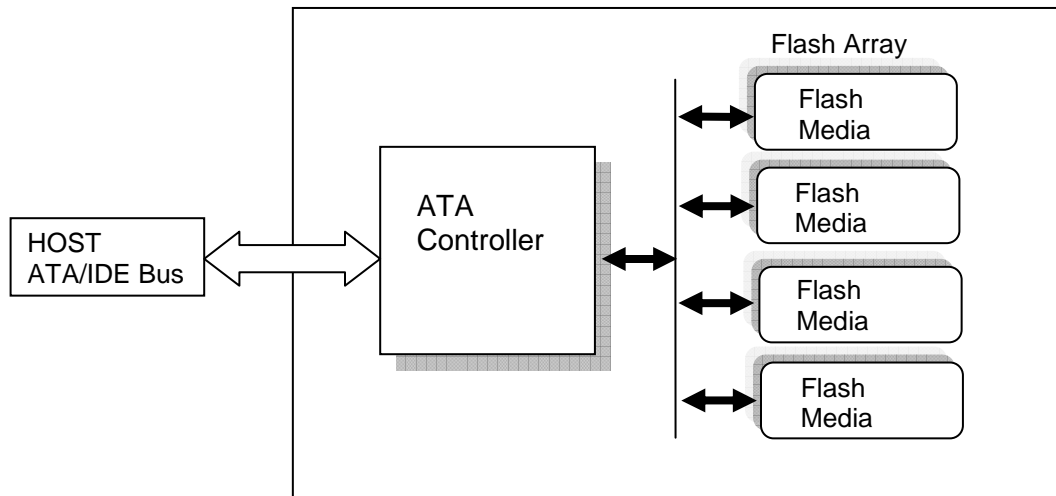 Flash Array
Flash
Media
Flash
Media
Flash
Media
Flash
Media
ATA
Controller
HOST
ATA/IDE Bus